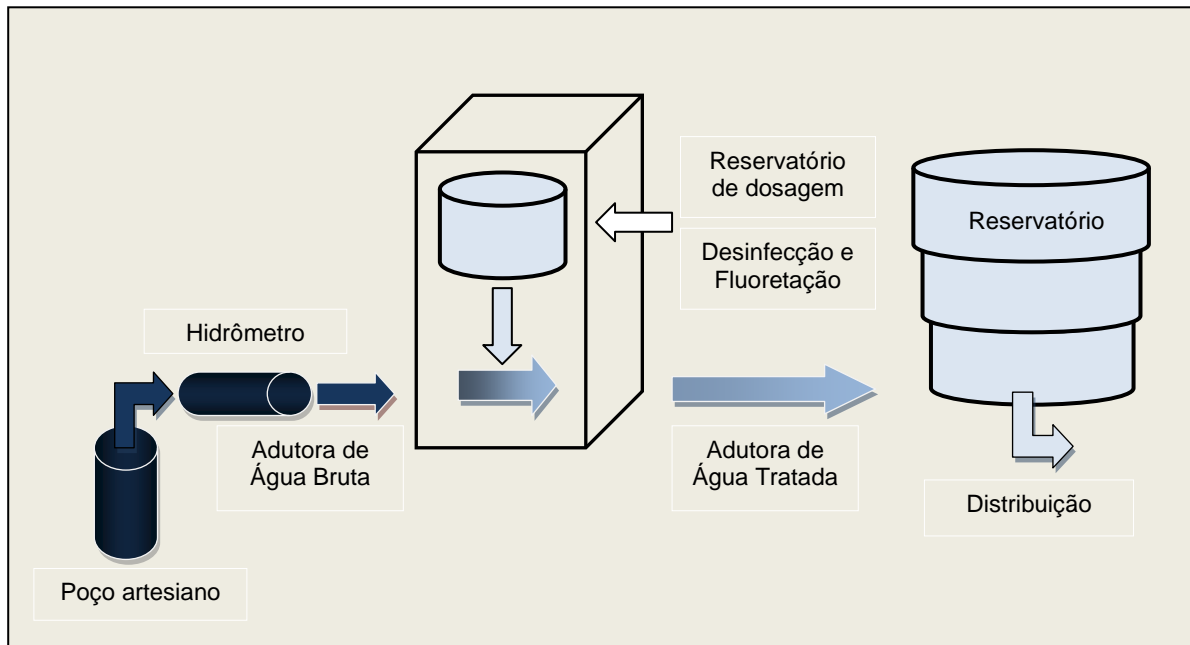 Reservatório
de dosagem
Reservatório
Desinfecção e
Fluoretação
Hidrômetro
Adutora de
Água Bruta
Adutora de
Água Tratada
Distribuição
Poço artesiano